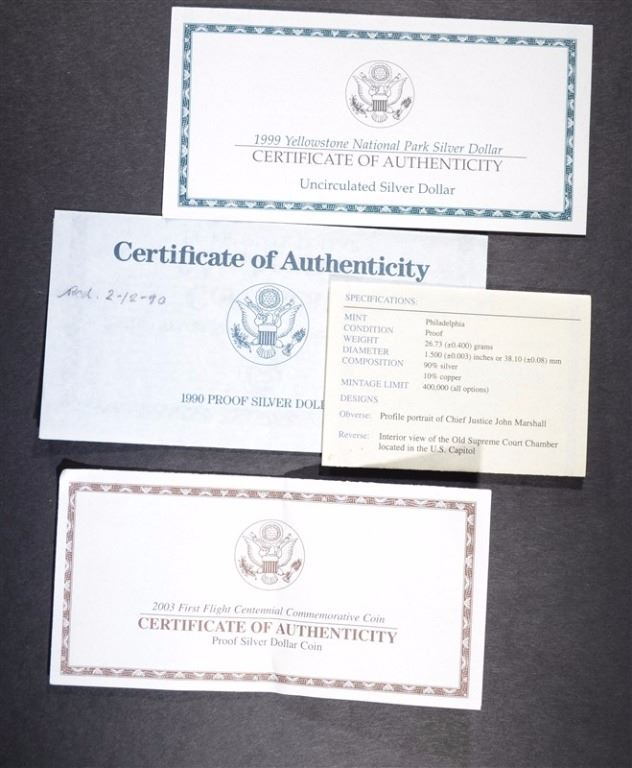 1999 Yellowstone National Park Silver Dollar
CERTIFICATE OF AUTHENTICITY
Uncirculated Silver Dollar
Certificate of Authenticity
2-12-90
1990 PROOF SILVER DOL
SPECIFICATIONS:
MINT Philadelphia
CONDITION Proof
WEIGHT 26.73 (±0.400) grams
DIAMETER 1.500 (±0.003) inches or 38.10 (±0.08) mm
COMPOSITION 90% silver
10% copper
MINTAGE LIMIT 400,000 (all options)
DESIGNS
Obverse: Profile portrait of Chief Justice John Marshall
Reverse: Interior view of the Old Supreme Court Chamber
located in the U.S. Capitol
2003 First Flight Centennial Commemorative Coin
CERTIFICATE OF AUTHENTICITY
Proof Silver Dollar Coin